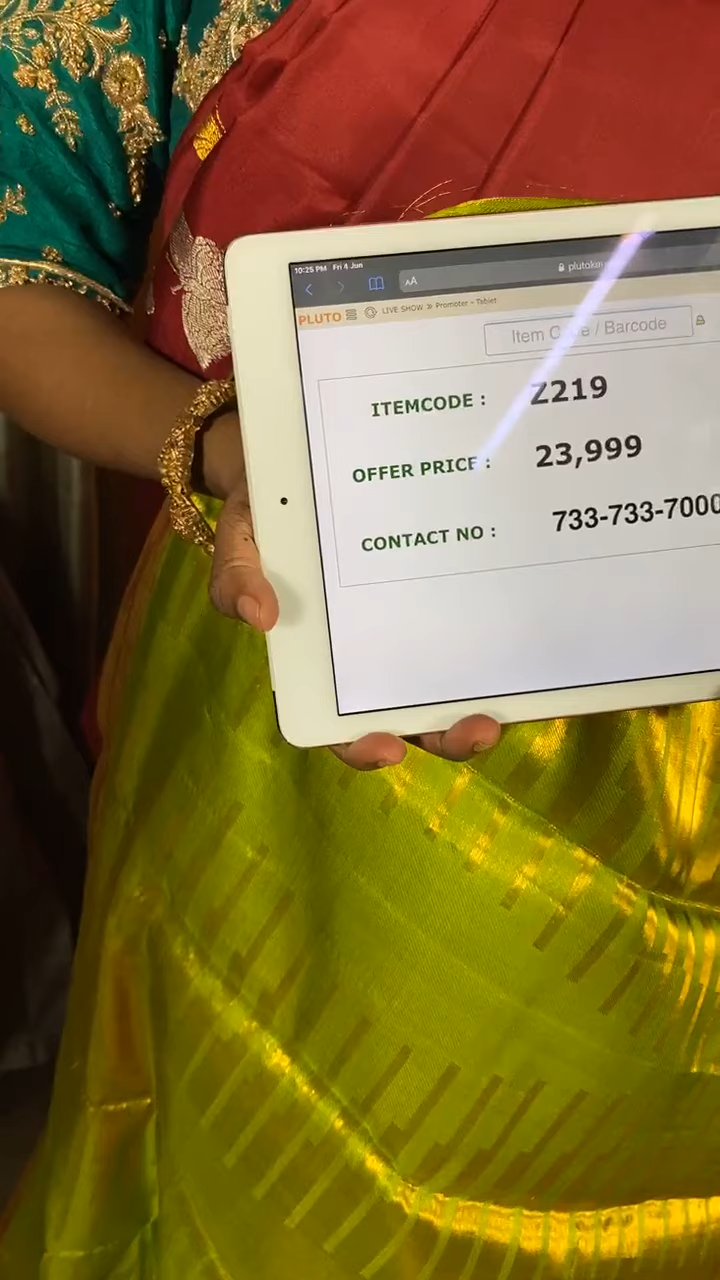 10:25 PM Fri 4 Jun
AA
PLUTO LIVE SHOW » Promoter - Tablet
Item Code / Barcode
ITEMCODE : Z219
OFFER PRICE : 23,999
CONTACT NO : 733-733-7000